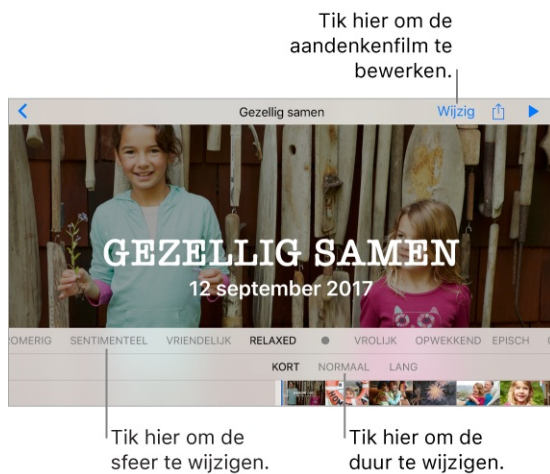 Tik hier om de
aandenkenfilm te
bewerken.
Gezellig samen
Wijzig
GEZELLIG SAMEN
12 september 2017
OMERIG SENTIMENTEEL VRIENDELIJK RELAXED VROLIJK OPWEKKEND EPISCH
KORT NORMAAL LANG
Tik hier om de
sfeer te wijzigen.
Tik hier om de
duur te wijzigen.